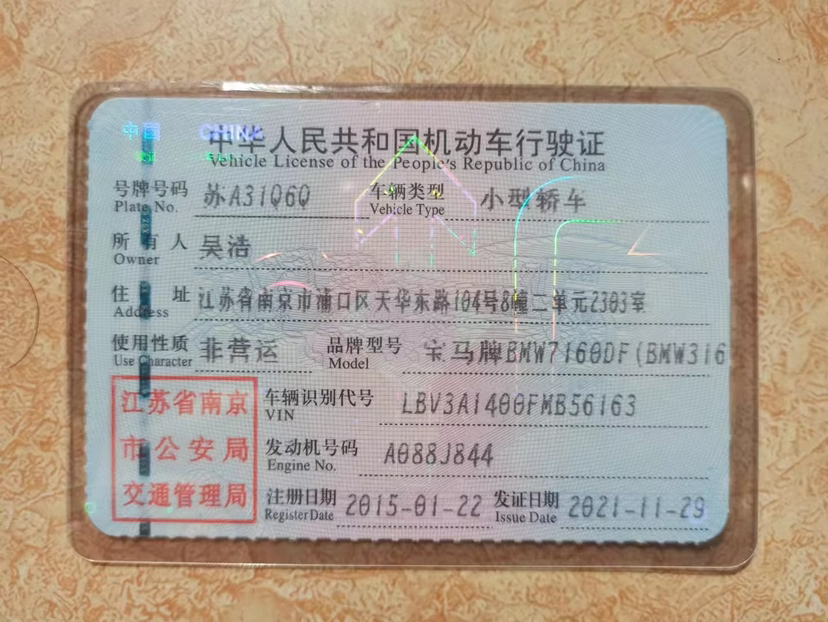 中国 CHINA
中华人民共和国机动车行驶证
Vehicle License of the People's Republic of China
号牌号码 苏A31Q6Q 车辆类型 小型轿车
Plate No. Vehicle Type
所有人 吴浩
Owner
住址 江苏省南京市浦口区天华东路104号8幢二单元2303室
Address
使用性质 非营运 品牌型号 宝马牌BMW7160DF(BMW316
Use Character Model
江苏省南京 车辆识别代号 LBV3A1400FMB56163
VIN
市公安局 发动机号码 A088J844
Engine No.
交通管理局 注册日期 2015-01-22 发证日期 2021-11-29
Register Date Issue Date